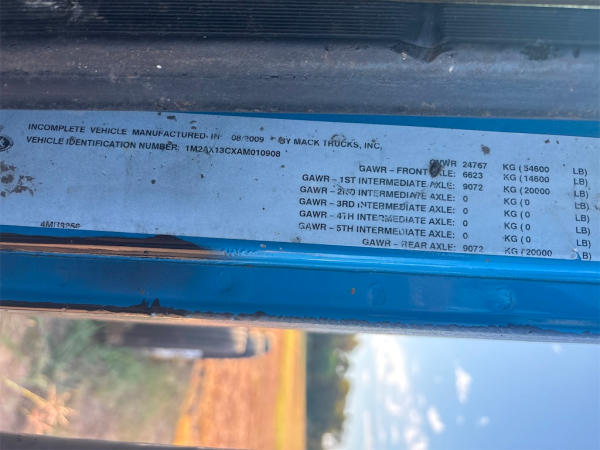 INCOMPLETE VEHICLE MANUFACTURED IN 08/2009 BY MACK TRUCKS, INC.
VEHICLE IDENTIFICATION NUMBER: 1M2AX13CXAM010908
GVWR 24767 KG ( 54600 LB)
GAWR - FRONT AXLE: 6623 KG ( 14600 LB)
GAWR - 1ST INTERMEDIATE AXLE: 9072 KG ( 20000 LB)
GAWR - 2ND INTERMEDIATE AXLE: 0 KG ( 0 LB)
GAWR - 3RD INTERMEDIATE AXLE: 0 KG ( 0 LB)
GAWR - 4TH INTERMEDIATE AXLE: 0 KG ( 0 LB)
GAWR - 5TH INTERMEDIATE AXLE: 0 KG ( 0 LB)
GAWR - REAR AXLE: 9072 KG ( 20000 LB)